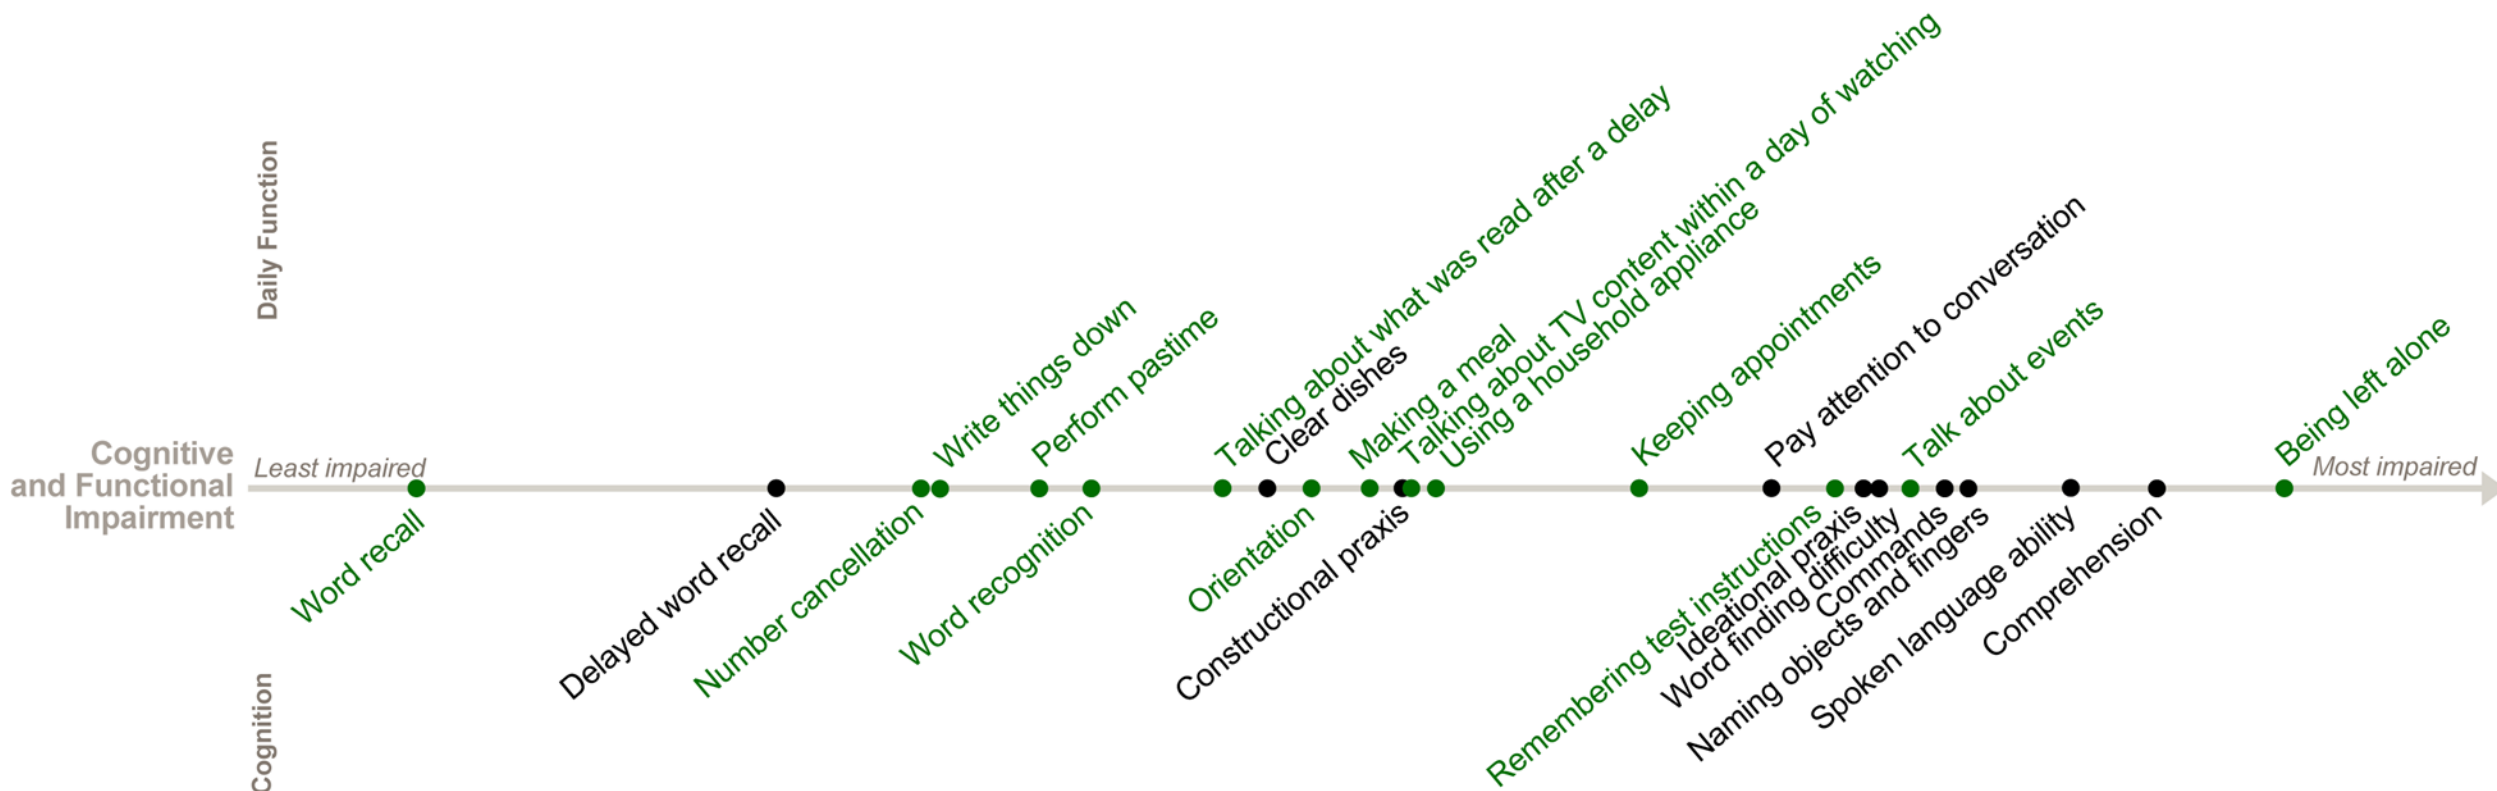 Daily Function
Write things down
Perform pastime
Talking about what was read after a delay
Clear dishes
Making a meal
Talking about TV content within a day of watching
Using a household appliance
Keeping appointments
Pay attention to conversation
Talk about events
Being left alone
Cognitive
and Functional
Impairment
Least impaired
Most impaired
Word recall
Delayed word recall
Number cancellation
Word recognition
Orientation
Constructional praxis
Remembering test instructions
Ideational praxis
Word finding difficulty
Commands
Naming objects and fingers
Spoken language ability
Comprehension
Cognition